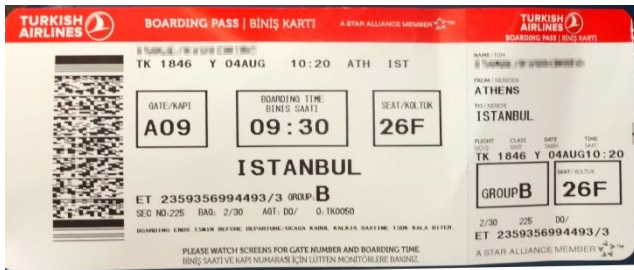 TURKISH AIRLINES
BOARDING PASS | BİNİŞ KARTI
A STAR ALLIANCE MEMBER
TK 1846 Y 04AUG 10:20 ATH IST
GATE/KAPI
A09
BOARDING TIME
BINIS SAATI
09:30
SEAT/KOLTUK
26F
ISTANBUL
ET 2359356994493/3 GROUP:B
SEC NO:225 BAG: 2/30 AGT: DO/ O:TK0050
BOARDING ENDS 15MIN BEFORE DEPARTURE/UCAGA KABUL KALKIS SAATINE 15DK KALA BITER
PLEASE WATCH SCREENS FOR GATE NUMBER AND BOARDING TIME.
BİNİŞ SAATİ VE KAPI NUMARASI İÇİN LÜTFEN MONİTÖRLERE BAKINIZ.
TURKISH AIRLINES
BOARDING PASS | BİNİŞ KARTI
NAME/
FROM/NEREDEN
ATHENS
TO/NEREYE
ISTANBUL
FLIGHT CLASS DATE TIME
UÇUŞ SINIF TARİH SAAT
TK 1846 Y 04AUG10:20
GROUP B
SEAT/KOLTUK
26F
2/30 225 DO/
ET 2359356994493/3
A STAR ALLIANCE MEMBER